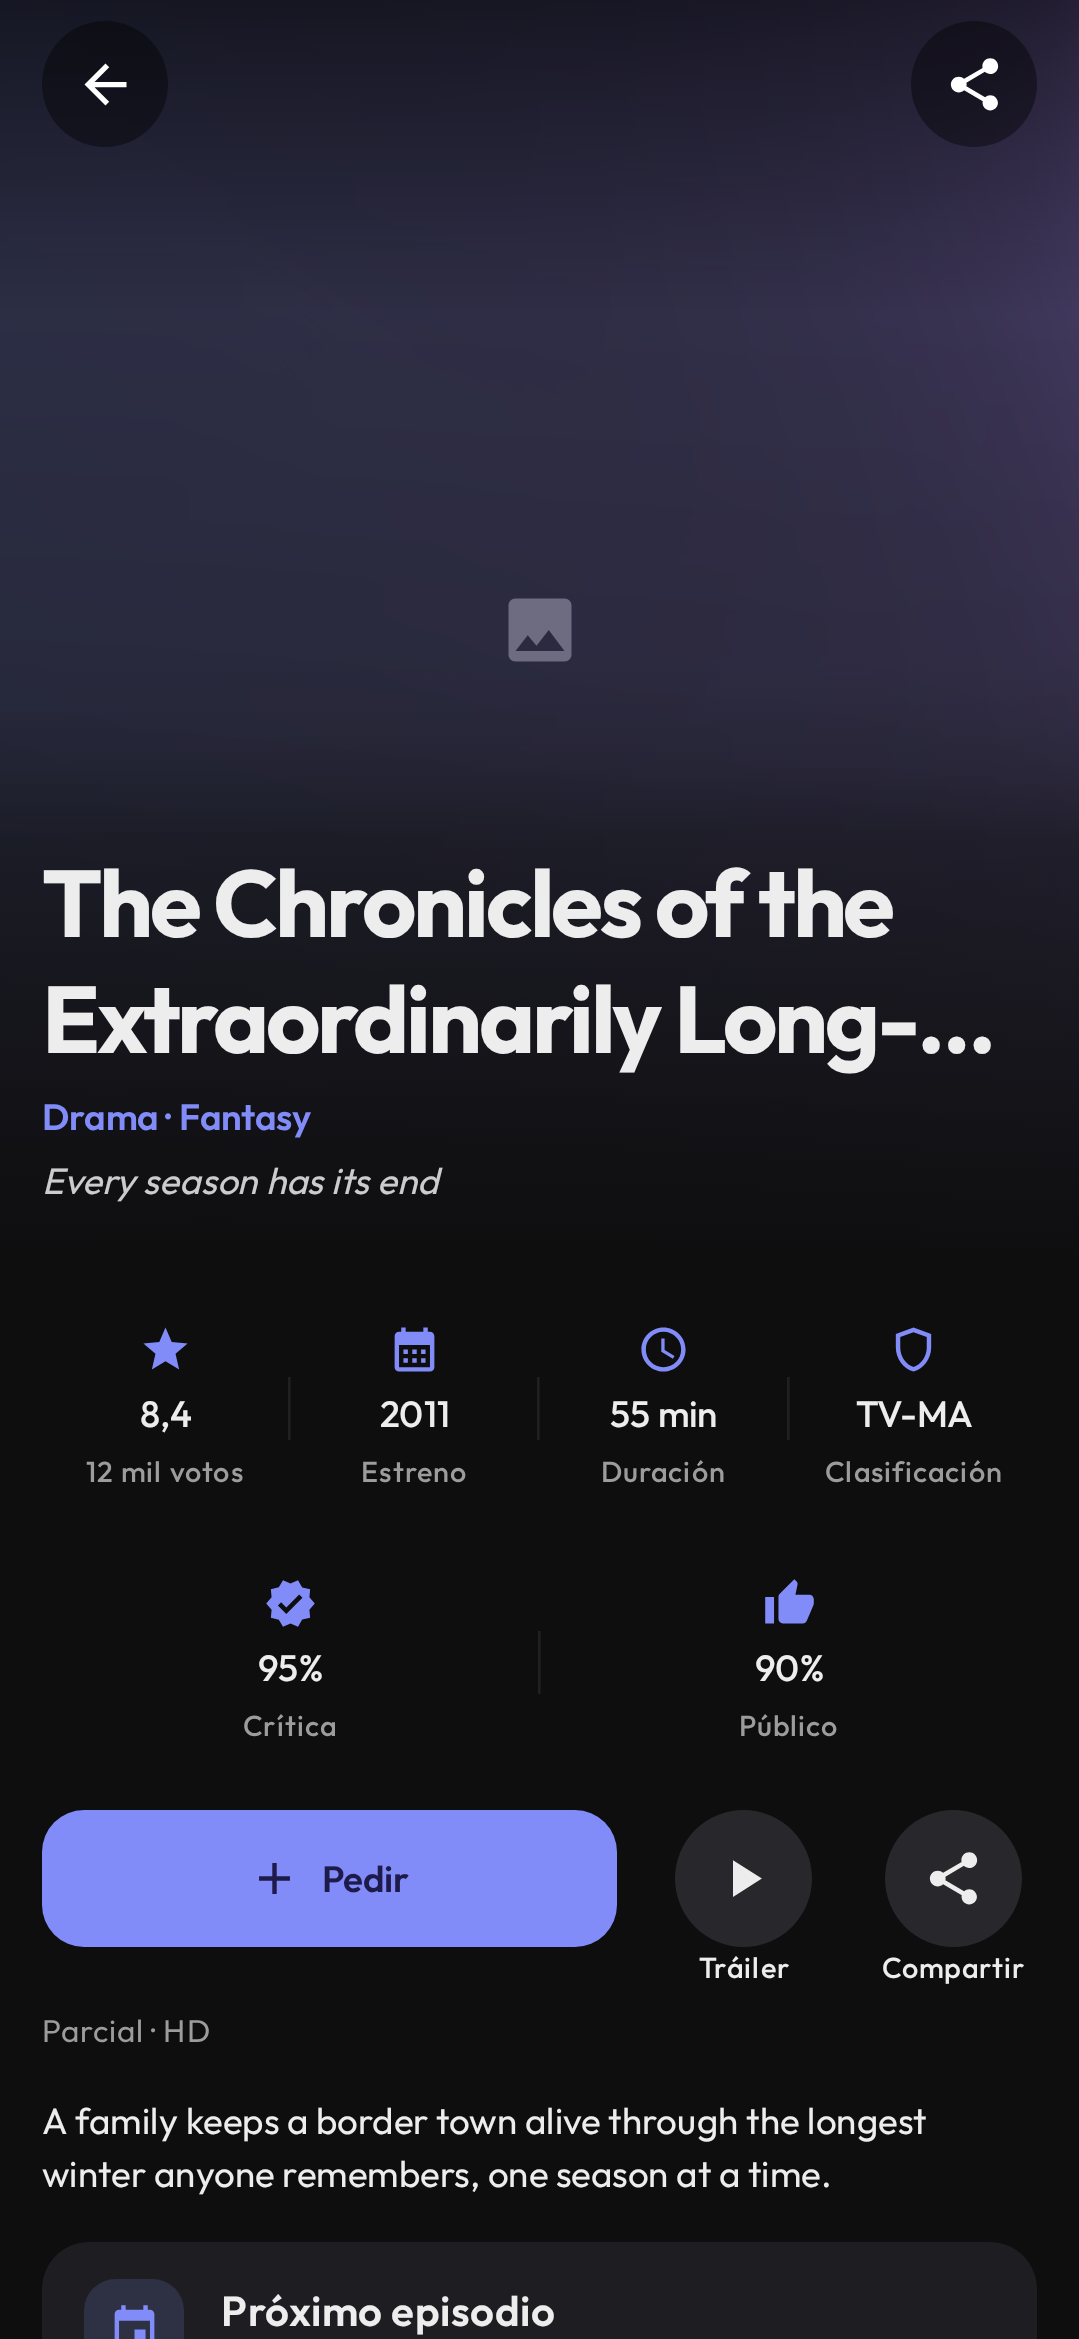 The Chronicles of the
Extraordinarily Long-...
Drama · Fantasy
Every season has its end
8,4
12 mil votos
2011
Estreno
55 min
Duración
TV-MA
Clasificación
95%
Crítica
90%
Público
Pedir
Tráiler
Compartir
Parcial · HD
A family keeps a border town alive through the longest
winter anyone remembers, one season at a time.
Próximo episodio